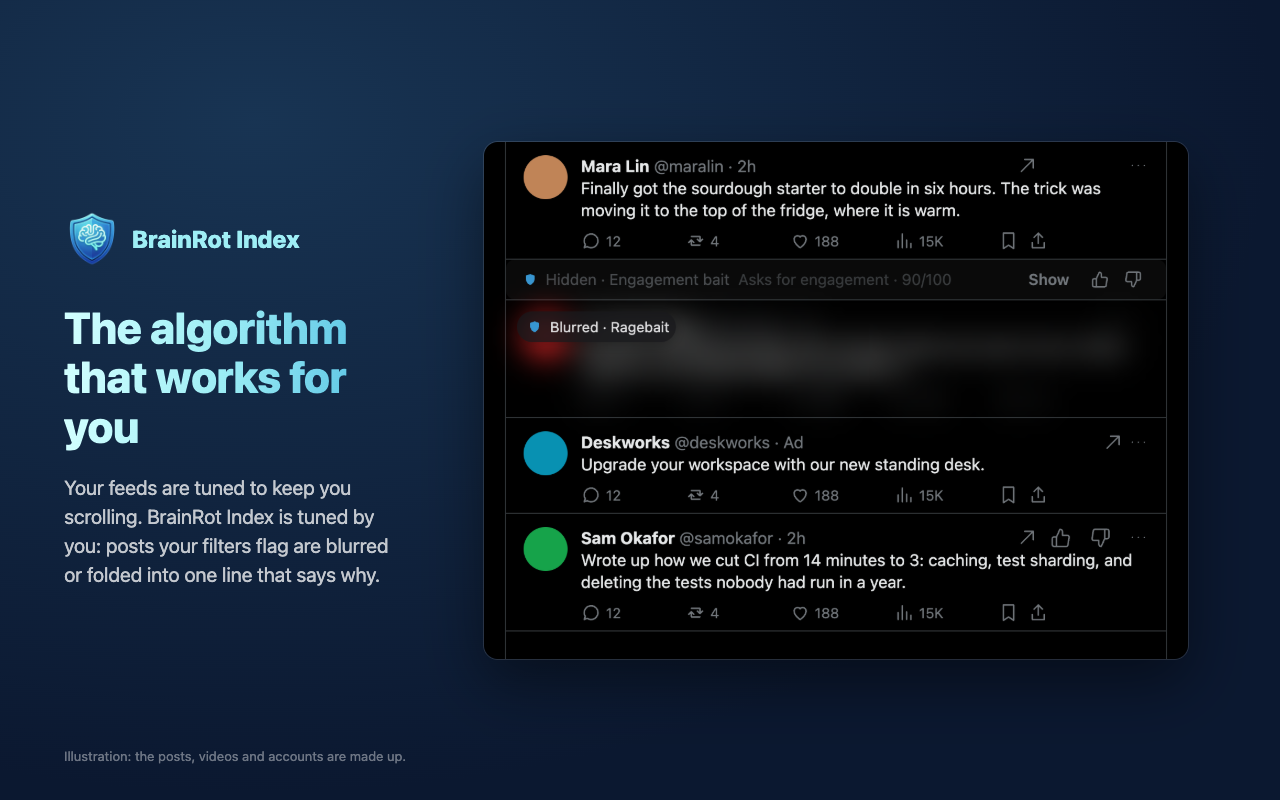 BrainRot Index
The algorithm
that works for
you
Your feeds are tuned to keep you
scrolling. BrainRot Index is tuned by
you: posts your filters flag are blurred
or folded into one line that says why.
Illustration: the posts, videos and accounts are made up.
Mara Lin @maralin · 2h
Finally got the sourdough starter to double in six hours. The trick was
moving it to the top of the fridge, where it is warm.
12 4 188 15K
Hidden · Engagement bait Asks for engagement · 90/100 Show
Blurred · Ragebait
Deskworks @deskworks · Ad
Upgrade your workspace with our new standing desk.
12 4 188 15K
Sam Okafor @samokafor · 2h
Wrote up how we cut CI from 14 minutes to 3: caching, test sharding, and
deleting the tests nobody had run in a year.
12 4 188 15K